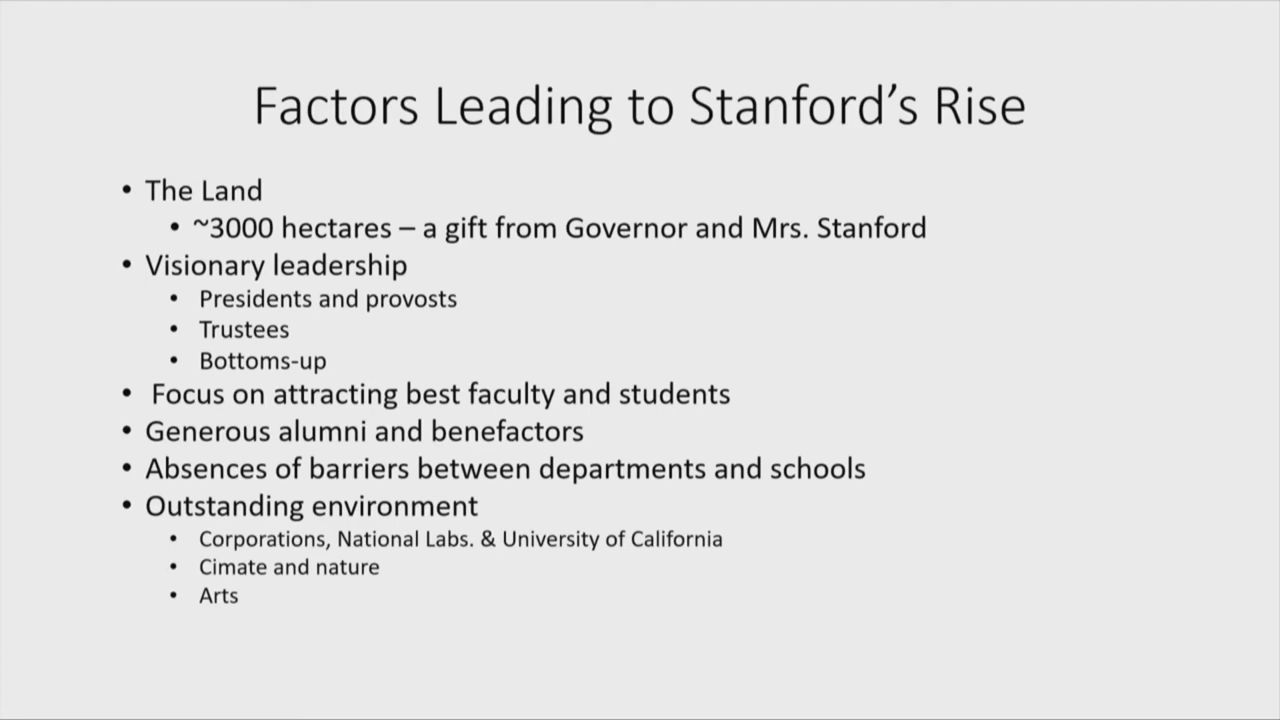 Factors Leading to Stanford’s Rise
• The Land
• ~3000 hectares – a gift from Governor and Mrs. Stanford
• Visionary leadership
• Presidents and provosts
• Trustees
• Bottoms-up
• Focus on attracting best faculty and students
• Generous alumni and benefactors
• Absences of barriers between departments and schools
• Outstanding environment
• Corporations, National Labs. & University of California
• Cimate and nature
• Arts